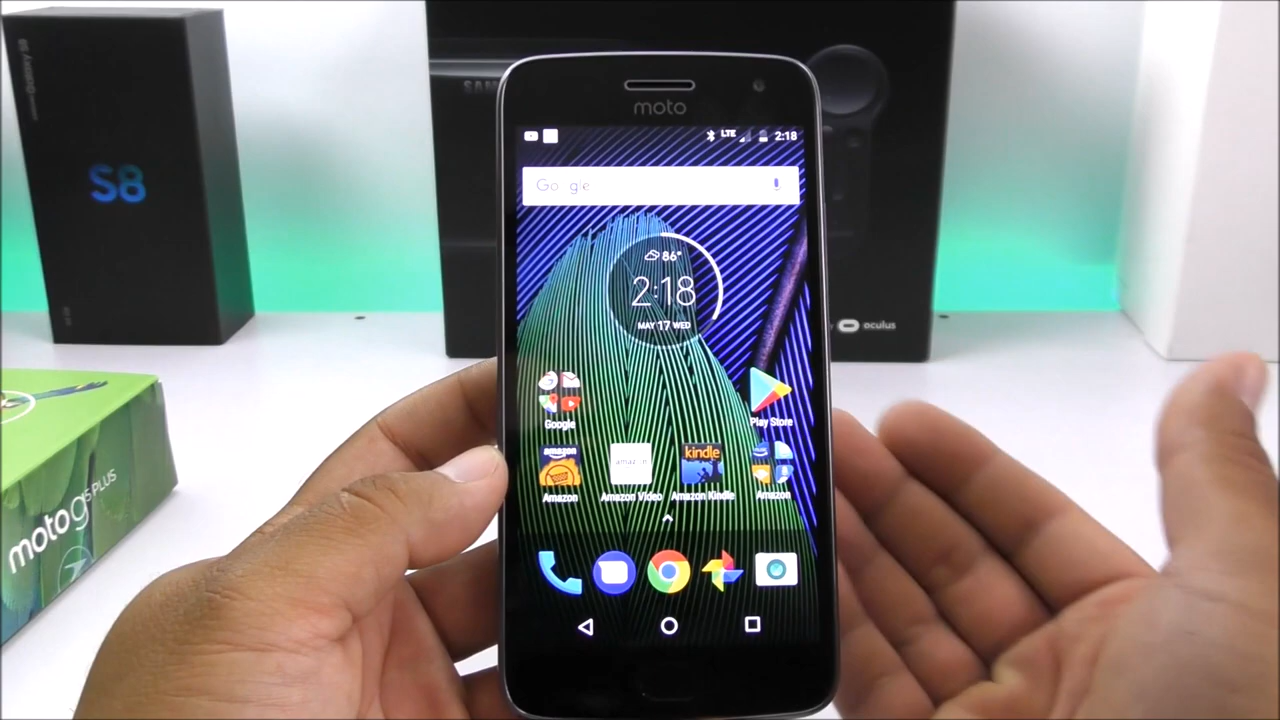 S8
SAM
moto
LTE 2:18
Google
86°
2:18
MAY 17 WED
oculus
Google
Play Store
amazon
kindle
Amazon
Amazon Video
Amazon Kindle
Amazon
moto g5 PLUS